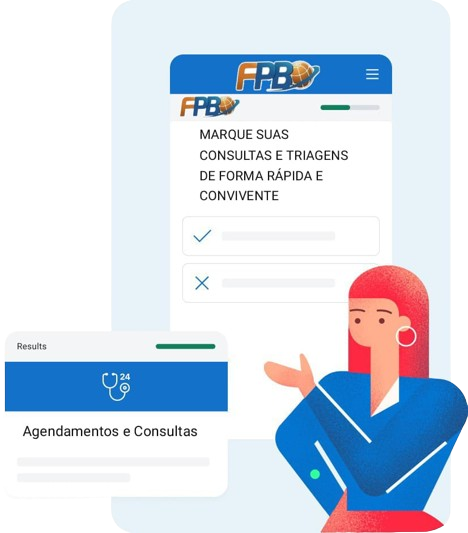 FPB
FPB
MARQUE SUAS
CONSULTAS E TRIAGENS
DE FORMA RÁPIDA E
CONVIVENTE
Results
24
Agendamentos e Consultas